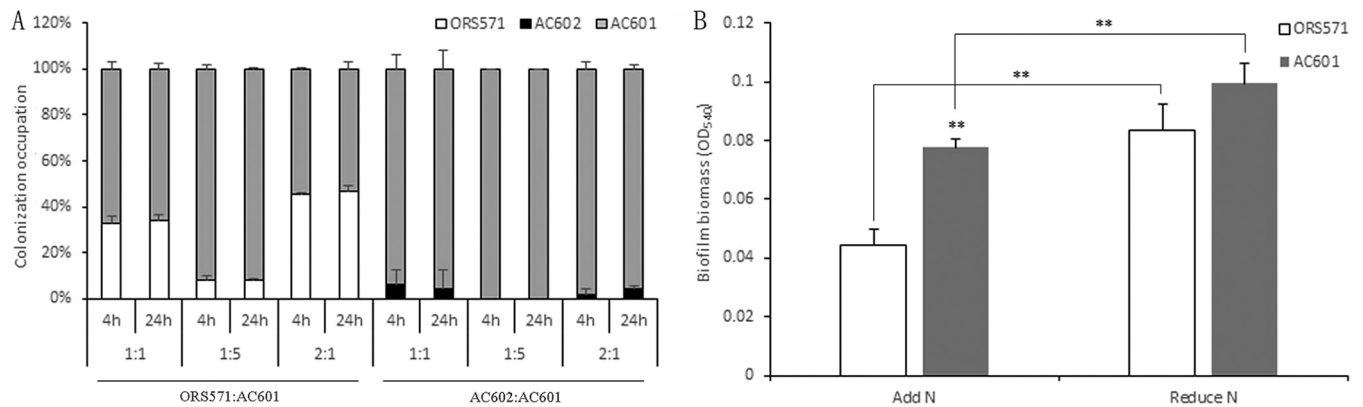 A
ORS571 AC602 AC601
Colonization occupation
120%
100%
80%
60%
40%
20%
0%
4h 24h 4h 24h 4h 24h 4h 24h 4h 24h 4h 24h
1:1 1:5 2:1 1:1 1:5 2:1
ORS571:AC601 AC602:AC601
B
ORS571
AC601
Biofilm biomass (OD540)
0.12
0.1
0.08
0.06
0.04
0.02
0
**
**
**
Add N Reduce N